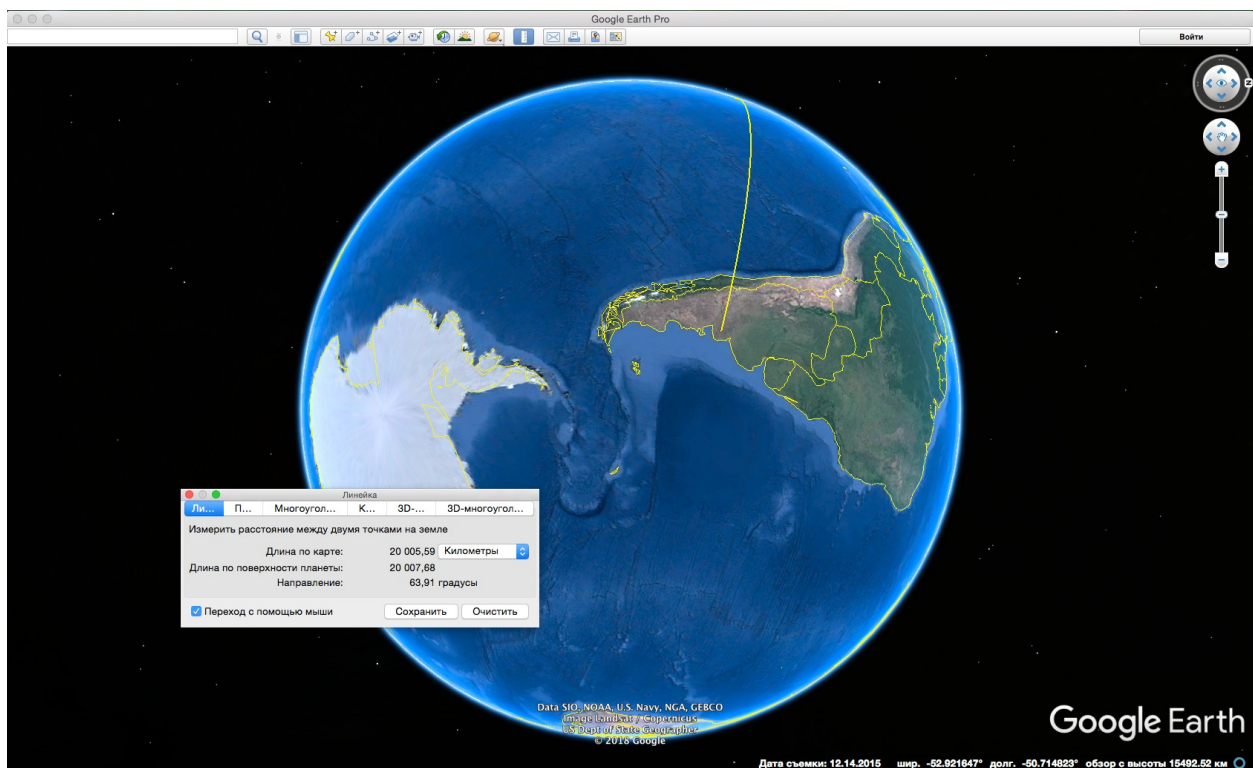 Google Earth Pro
Войти
N
Линейка
Ли... П... Многоугол... К... 3D-... 3D-многоугол...
Измерить расстояние между двумя точками на земле
Длина по карте: 20 005,59 Километры
Длина по поверхности планеты: 20 007,68
Направление: 63,91 градусы
Переход с помощью мыши Сохранить Очистить
Data SIO, NOAA, U.S. Navy, NGA, GEBCO
Image Landsat / Copernicus
US Dept of State Geographer
© 2018 Google
Google Earth
Дата съемки: 12.14.2015 шир. -52.921647° долг. -50.714823° обзор с высоты 15492.52 км